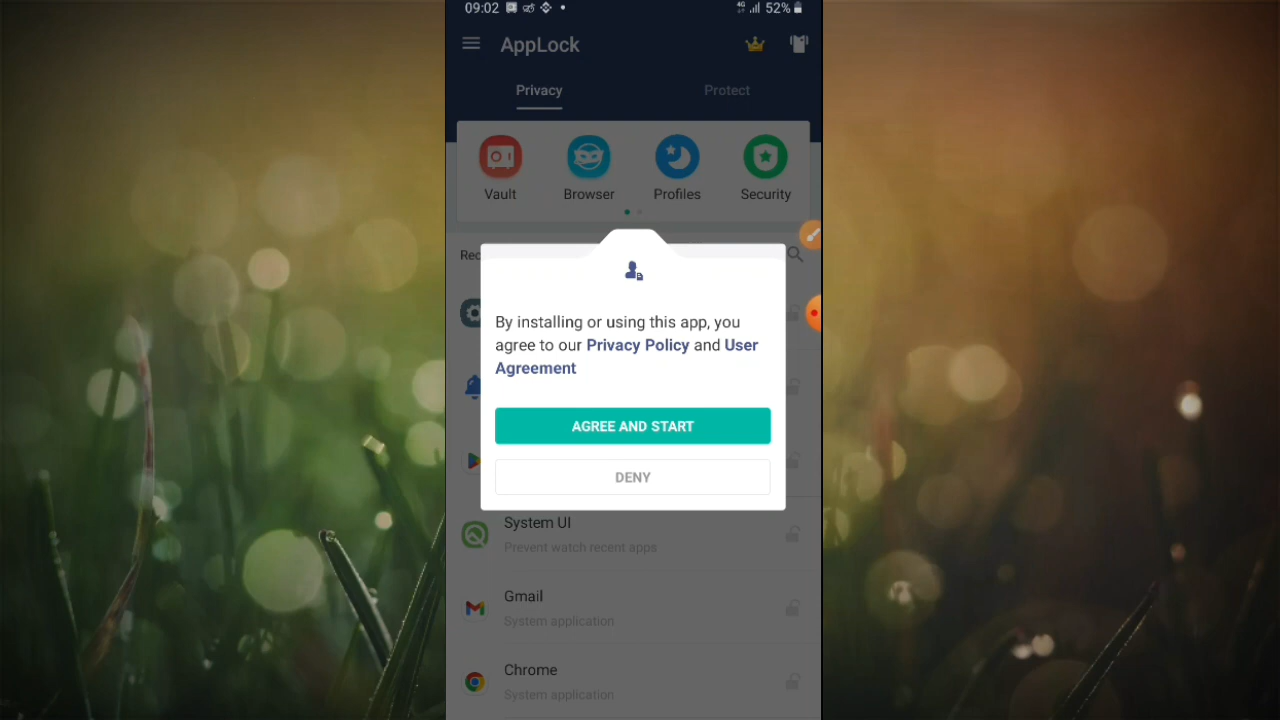 09:02
4G 52%
AppLock
Privacy Protect
Vault Browser Profiles Security
By installing or using this app, you
agree to our Privacy Policy and User
Agreement
AGREE AND START
DENY
System UI
Prevent watch recent apps
Gmail
System application
Chrome
System application